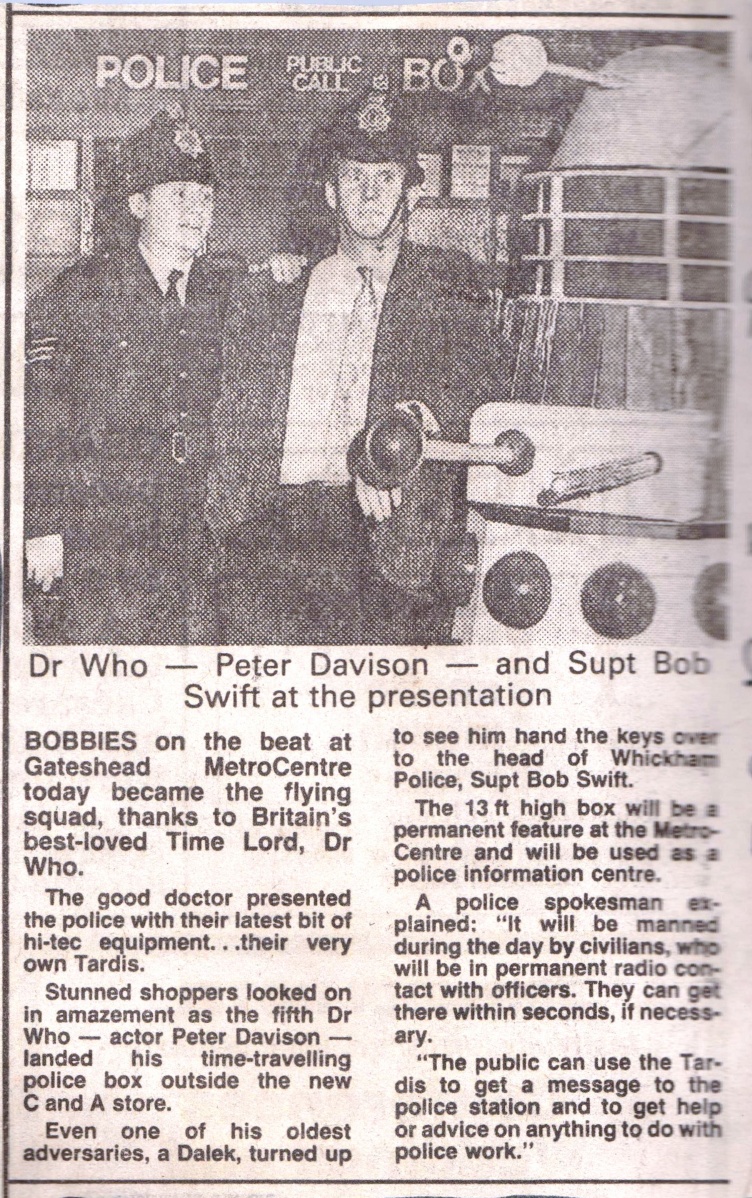 POLICE PUBLIC CALL BOX
Dr Who — Peter Davison — and Supt Bob
Swift at the presentation
BOBBIES on the beat at
Gateshead MetroCentre
today became the flying
squad, thanks to Britain's
best-loved Time Lord, Dr
Who.
The good doctor presented
the police with their latest bit of
hi-tec equipment. . .their very
own Tardis.
Stunned shoppers looked on
in amazement as the fifth Dr
Who — actor Peter Davison —
landed his time-travelling
police box outside the new
C and A store.
Even one of his oldest
adversaries, a Dalek, turned up
to see him hand the keys over
to the head of Whickham
Police, Supt Bob Swift.
The 13 ft high box will be a
permanent feature at the Metro-
Centre and will be used as a
police information centre.
A police spokesman ex-
plained: "It will be manned
during the day by civilians, who
will be in permanent radio con-
tact with officers. They can get
there within seconds, if necess-
ary.
"The public can use the Tar-
dis to get a message to the
police station and to get help
or advice on anything to do with
police work."